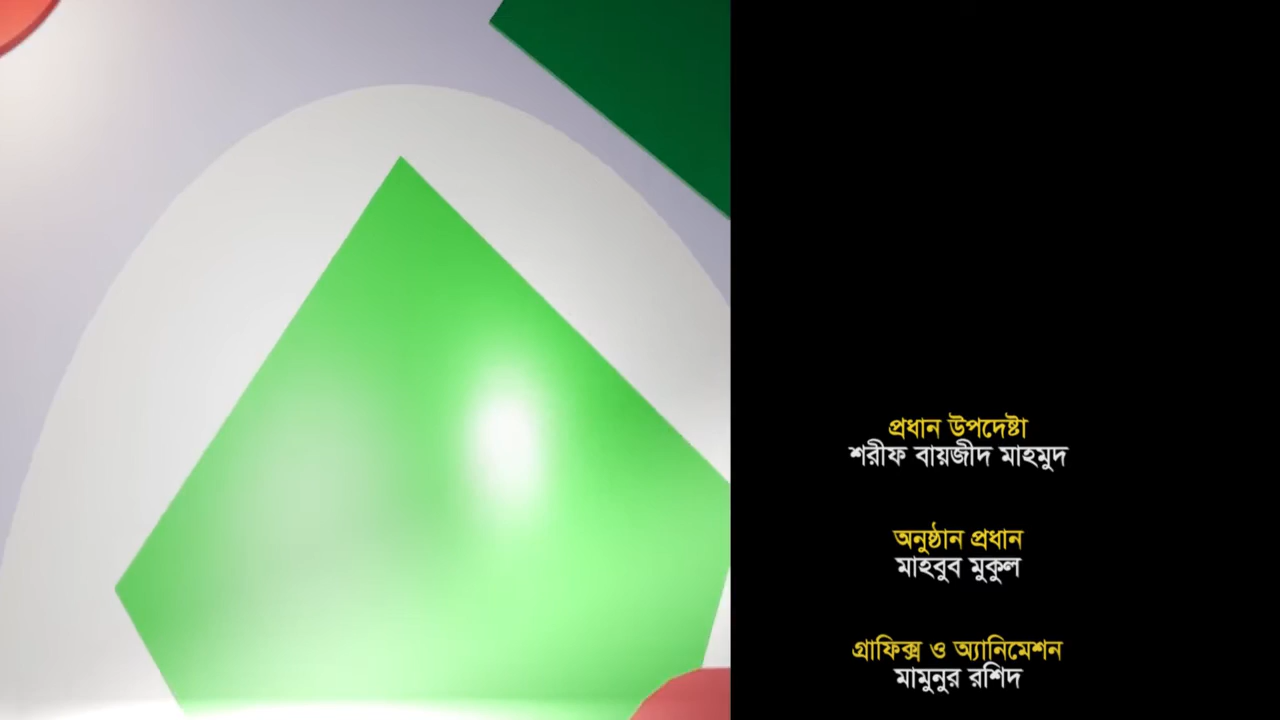 প্রধান উপদেষ্টা
শরীফ বায়জীদ মাহমুদ
অনুষ্ঠান প্রধান
মাহবুব মুকুল
গ্রাফিক্স ও অ্যানিমেশন
মামুনুর রশিদ